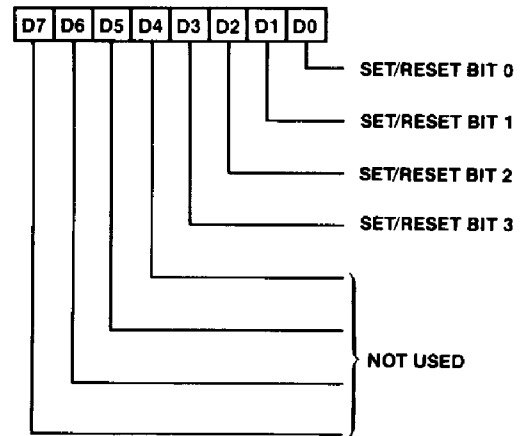 D7 D6 D5 D4 D3 D2 D1 D0
SET/RESET BIT 0
SET/RESET BIT 1
SET/RESET BIT 2
SET/RESET BIT 3
NOT USED